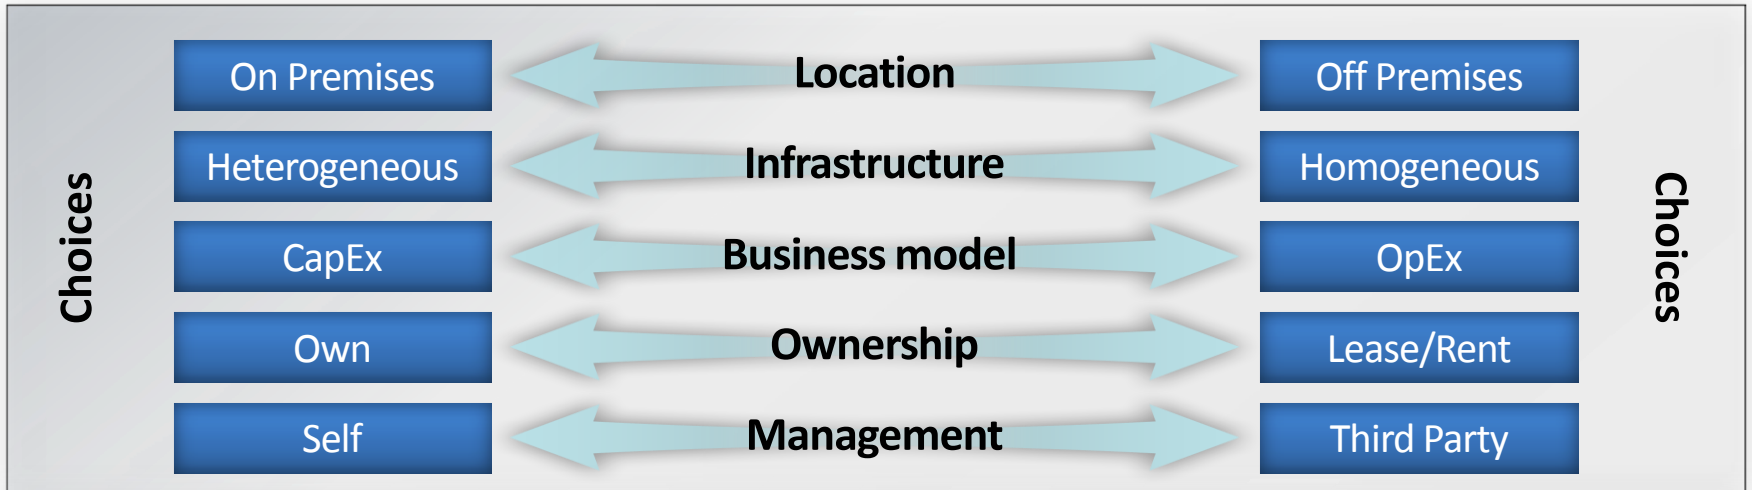 Choices
On Premises
Location
Off Premises
Heterogeneous
Infrastructure
Homogeneous
CapEx
Business model
OpEx
Own
Ownership
Lease/Rent
Self
Management
Third Party
Choices